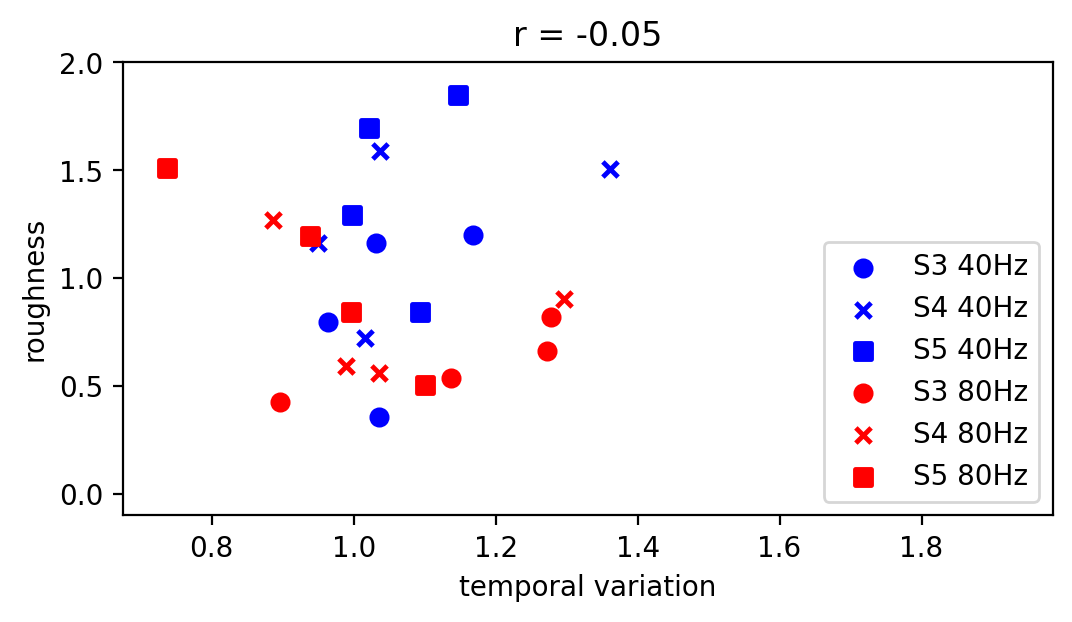 r = -0.05
2.0
1.5
1.0
0.5
0.0
roughness
S3 40Hz
S4 40Hz
S5 40Hz
S3 80Hz
S4 80Hz
S5 80Hz
0.8 1.0 1.2 1.4 1.6 1.8
temporal variation